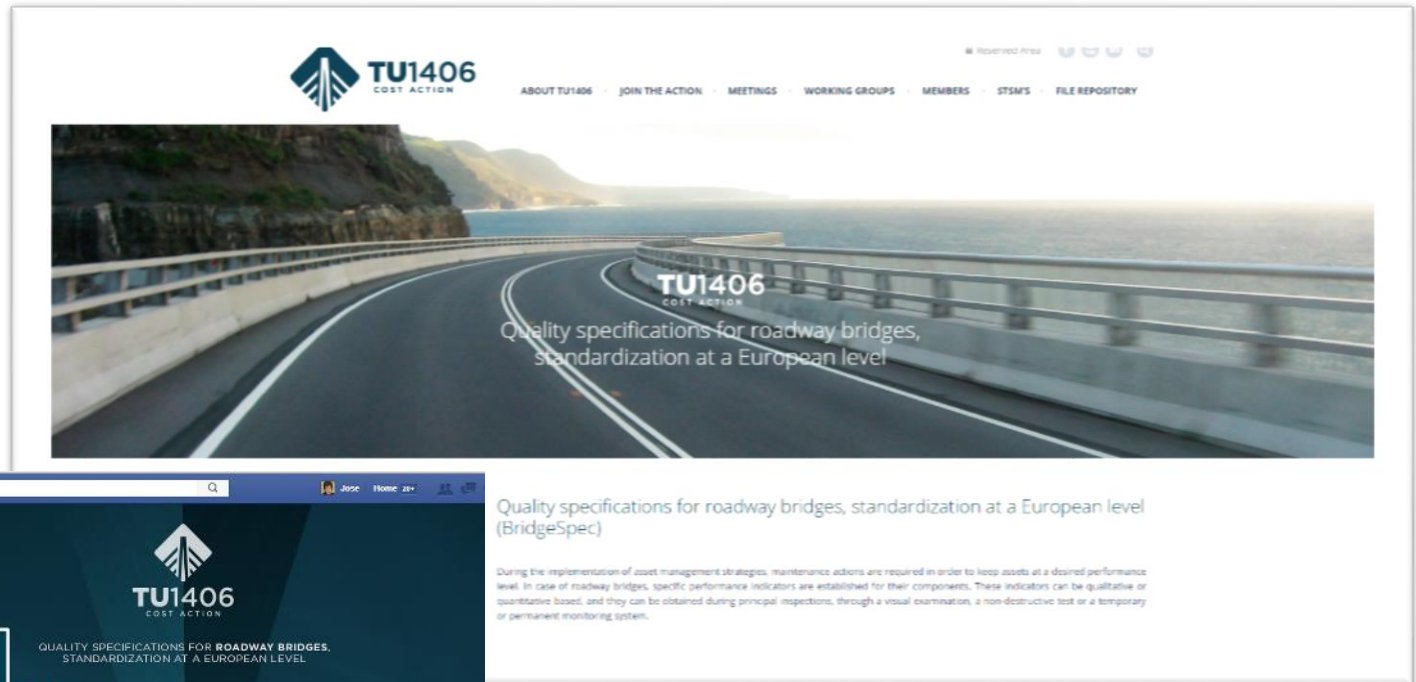 TU1406
COST ACTION
Reserved Area
ABOUT TU1406 JOIN THE ACTION MEETINGS WORKING GROUPS MEMBERS STSM'S FILE REPOSITORY
TU1406
COST ACTION
Quality specifications for roadway bridges,
standardization at a European level
Jose Home 20+
TU1406
COST ACTION
QUALITY SPECIFICATIONS FOR ROADWAY BRIDGES,
STANDARDIZATION AT A EUROPEAN LEVEL
Quality specifications for roadway bridges, standardization at a European level
(BridgeSpec)
During the implementation of asset management strategies, maintenance actions are required in order to keep assets at a desired performance
level. In case of roadway bridges, specific performance indicators are established for their components. These indicators can be qualitative or
quantitative based, and they can be obtained during principal inspections, through a visual examination, a non-destructive test or a temporary
or permanent monitoring system.